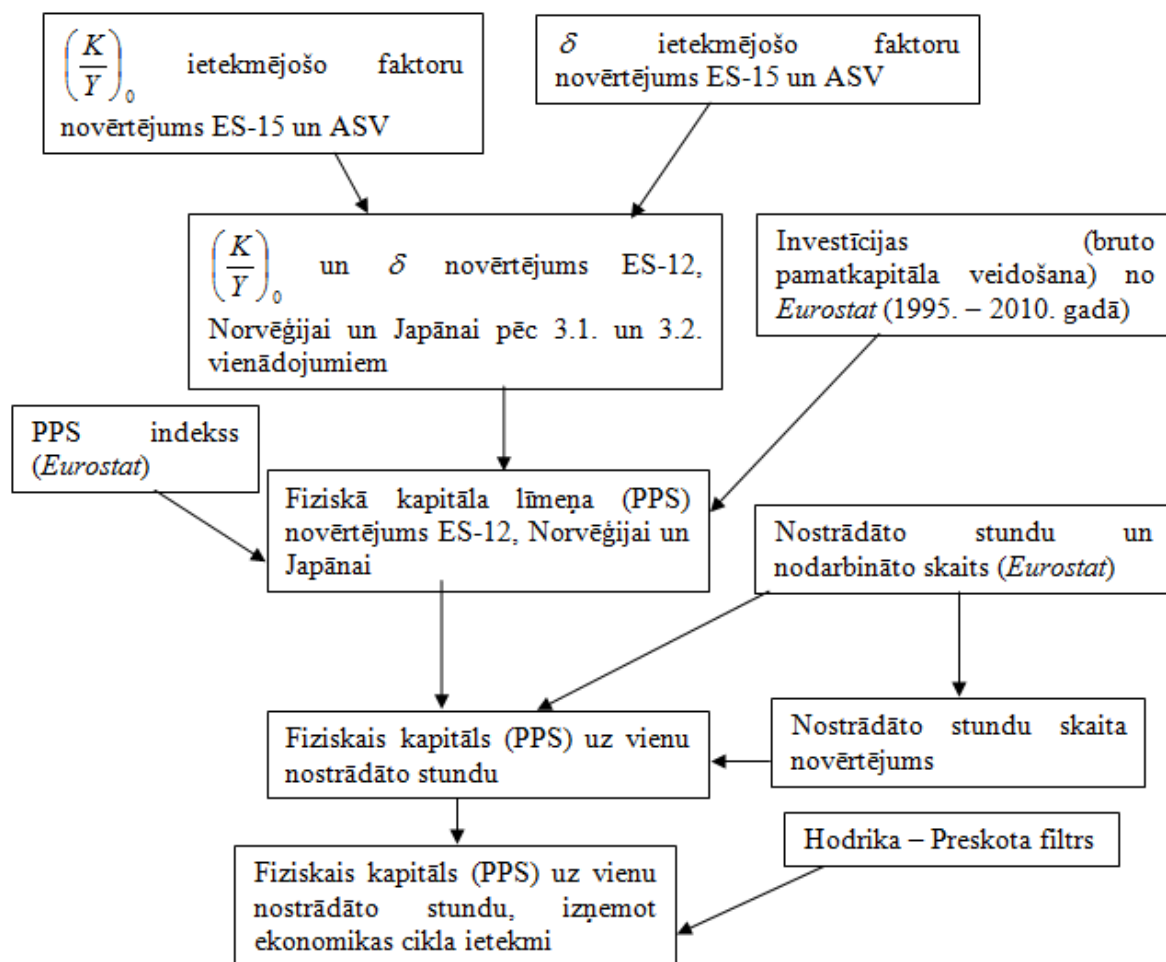 (K/Y)₀ ietekmējošo faktoru
novērtējums ES-15 un ASV
δ ietekmējošo faktoru
novērtējums ES-15 un ASV
(K/Y)₀ un δ novērtējums ES-12,
Norvēģijai un Japānai pēc 3.1. un 3.2.
vienādojumiem
Investīcijas (bruto
pamatkapitāla veidošana) no
Eurostat (1995. – 2010. gadā)
PPS indekss
(Eurostat)
Fiziskā kapitāla līmeņa (PPS)
novērtējums ES-12, Norvēģijai un
Japānai
Nostrādāto stundu un
nodarbināto skaits (Eurostat)
Fiziskais kapitāls (PPS) uz vienu
nostrādāto stundu
Nostrādāto stundu skaita
novērtējums
Hodrika – Preskota filtrs
Fiziskais kapitāls (PPS) uz vienu
nostrādāto stundu, izņemot
ekonomikas cikla ietekmi